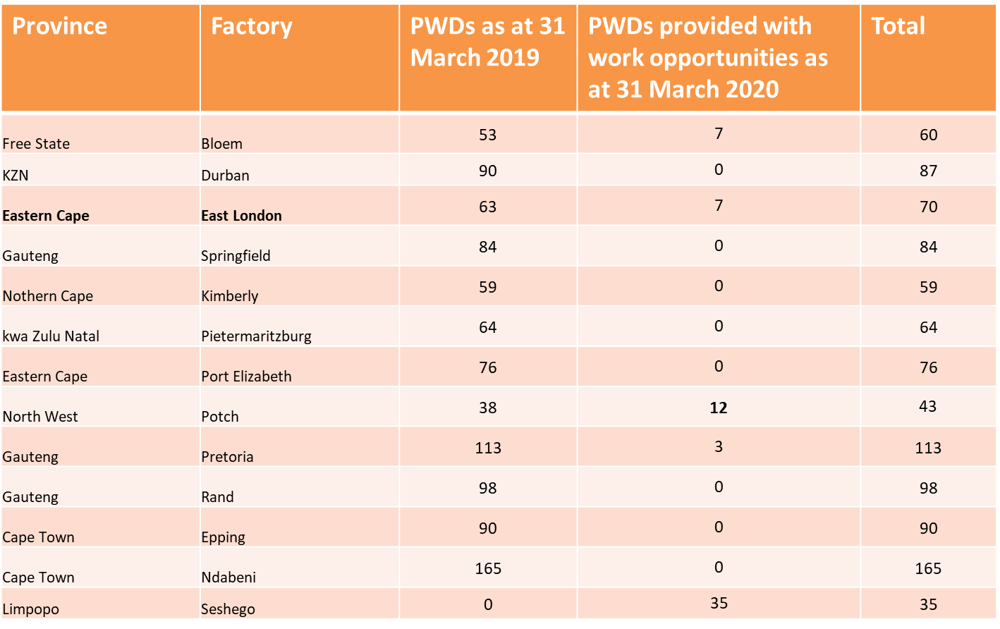 Province Factory PWDs as at 31 March 2019 PWDs provided with work opportunities as at 31 March 2020 Total
Free State Bloem 53 7 60
KZN Durban 90 0 87
Eastern Cape East London 63 7 70
Gauteng Springfield 84 0 84
Nothern Cape Kimberly 59 0 59
kwa Zulu Natal Pietermaritzburg 64 0 64
Eastern Cape Port Elizabeth 76 0 76
North West Potch 38 12 43
Gauteng Pretoria 113 3 113
Gauteng Rand 98 0 98
Cape Town Epping 90 0 90
Cape Town Ndabeni 165 0 165
Limpopo Seshego 0 35 35